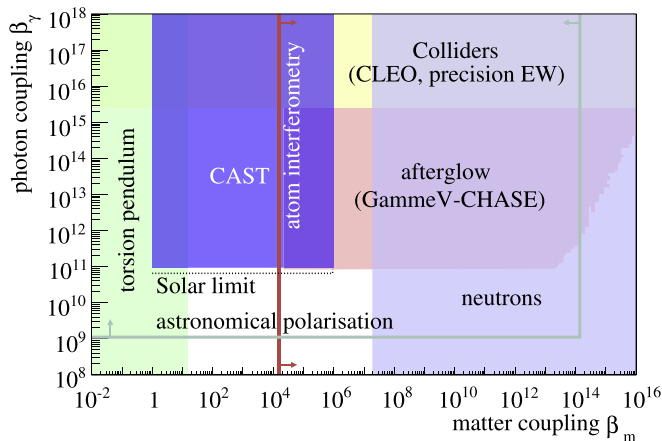 photon coupling βγ
10^18
10^17
10^16
10^15
10^14
10^13
10^12
10^11
10^10
10^9
10^8
Colliders
(CLEO, precision EW)
torsion pendulum
CAST
atom interferometry
afterglow
(GammeV-CHASE)
Solar limit
neutrons
astronomical polarisation
10^-2 1 10^2 10^4 10^6 10^8 10^10 10^12 10^14 10^16
matter coupling βm